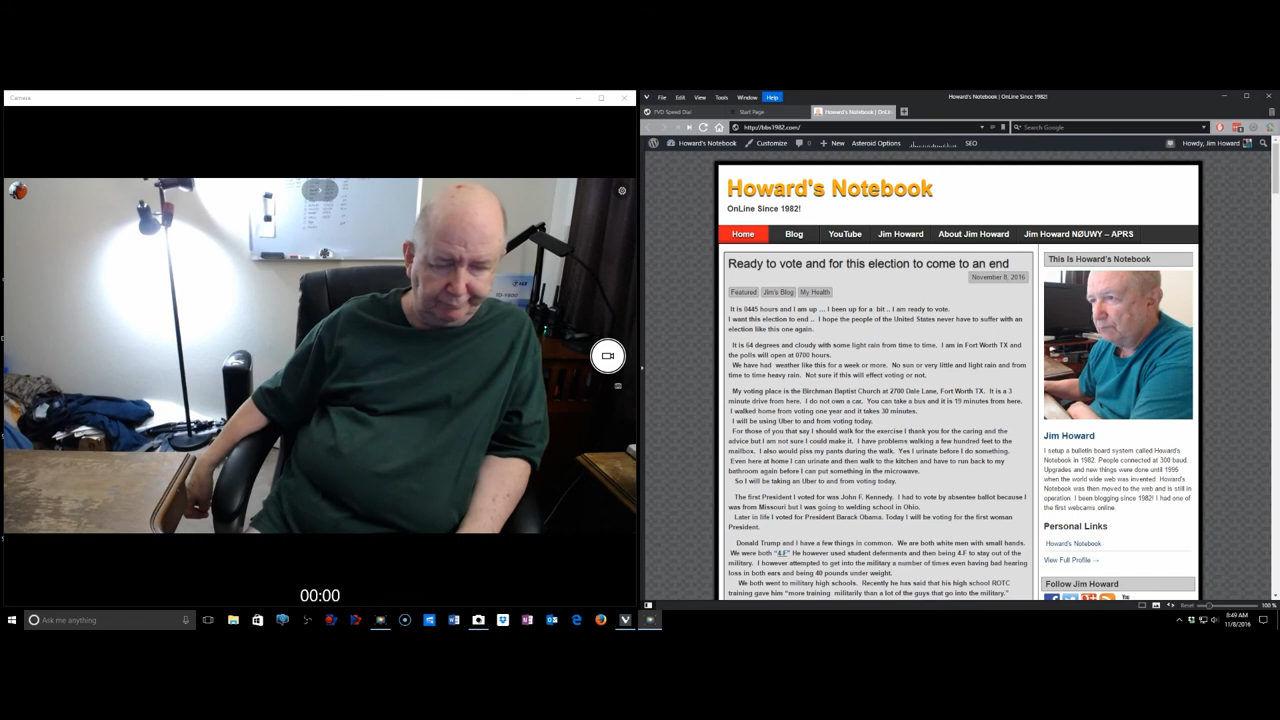 Camera
00:00
File Edit View Tools Window Help
Howard's Notebook | OnLine Since 1982!
FVD Speed Dial
Start Page
Howard's Notebook | OnLin
http://bbs1982.com/
Search Google
Howard's Notebook Customize 0 New Asteroid Options SEO
Howdy, Jim Howard
Howard's Notebook
OnLine Since 1982!
Home Blog YouTube Jim Howard About Jim Howard Jim Howard NØUWY – APRS
Ready to vote and for this election to come to an end
November 8, 2016
Featured Jim's Blog My Health
It is 0445 hours and I am up ... I been up for a bit .. I am ready to vote.
I want this election to end .. I hope the people of the United States never have to suffer with an
election like this one again.
It is 64 degrees and cloudy with some light rain from time to time. I am in Fort Worth TX and
the polls will open at 0700 hours.
We have had weather like this for a week or more. No sun or very little and light rain and from
time to time heavy rain. Not sure if this will effect voting or not.
My voting place is the Birchman Baptist Church at 2700 Dale Lane, Fort Worth TX. It is a 3
minute drive from here. I do not own a car. You can take a bus and it is 19 minutes from here.
I walked home from voting one year and it takes 30 minutes.
I will be using Uber to and from voting today.
For those of you that say I should walk for the exercise I thank you for the caring and the
advice but I am not sure I could make it. I have problems walking a few hundred feet to the
mailbox. I also would piss my pants during the walk. Yes I urinate before I do something.
Even here at home I can urinate and then walk to the kitchen and have to run back to my
bathroom again before I can put something in the microwave.
So I will be taking an Uber to and from voting today.
The first President I voted for was John F. Kennedy. I had to vote by absentee ballot because I
was from Missouri but I was going to welding school in Ohio.
Later in life I voted for President Barack Obama. Today I will be voting for the first woman
President.
Donald Trump and I have a few things in common. We are both white men with small hands.
We were both "4-F" He however used student deferments and then being 4-F to stay out of the
military. I however attempted to get into the military a number of times even having bad hearing
loss in both ears and being 40 pounds under weight.
We both went to military high schools. Recently he has said that his high school ROTC
training gave him "more training militarily than a lot of the guys that go into the military."
This Is Howard's Notebook
Jim Howard
I setup a bulletin board system called Howard's
Notebook in 1982. People connected at 300 baud.
Upgrades and new things were done until 1995
when the world wide web was invented. Howard's
Notebook was then moved to the web and is still in
operation. I been blogging since 1982! I had one of
the first webcams online.
Personal Links
Howard's Notebook
View Full Profile →
Follow Jim Howard
You
Reset 100 %
Ask me anything
8:49 AM
11/8/2016